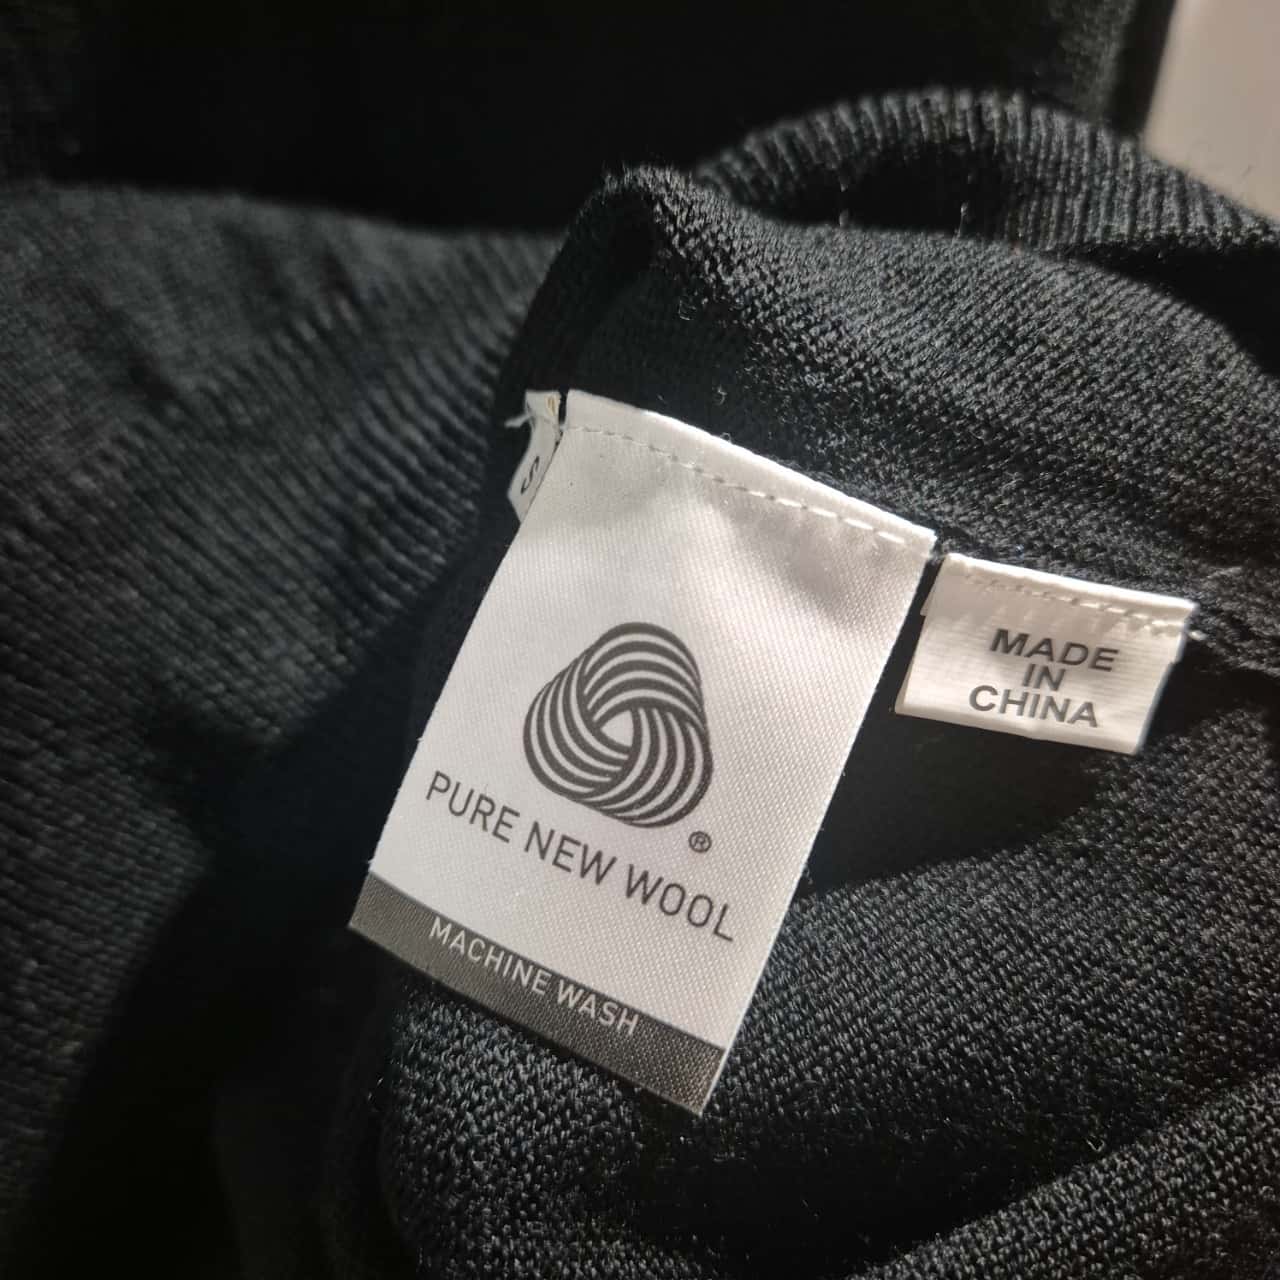 S
PURE NEW WOOL
®
MACHINE WASH
MADE
IN
CHINA